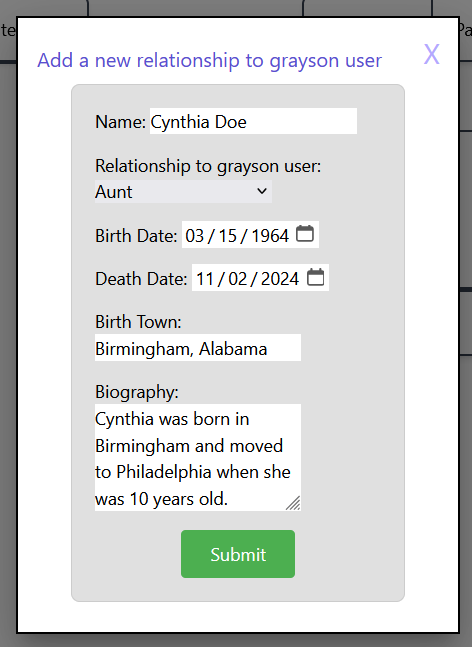 te
Pa
Add a new relationship to grayson user
X
Name: Cynthia Doe
Relationship to grayson user:
Aunt
Birth Date: 03/15/1964
Death Date: 11/02/2024
Birth Town:
Birmingham, Alabama
Biography:
Cynthia was born in
Birmingham and moved
to Philadelphia when she
was 10 years old.
Submit